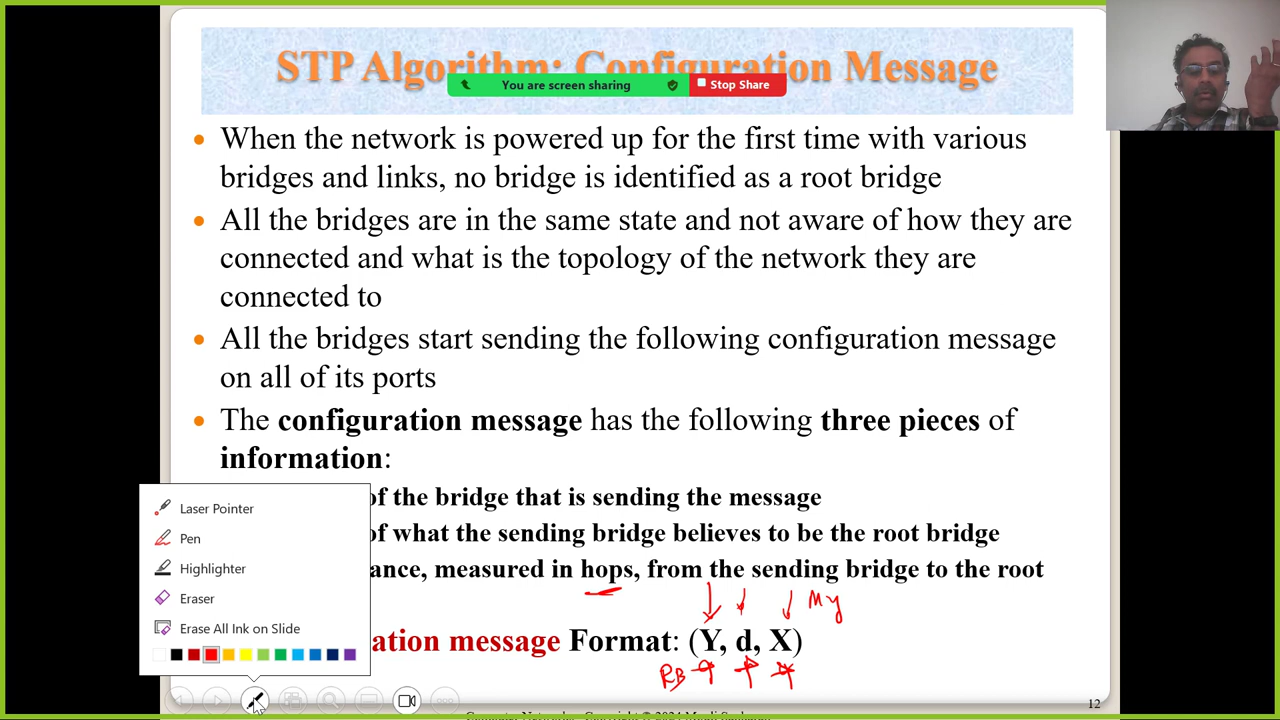 STP Algorithm: Configuration Message
You are screen sharing
Stop Share
When the network is powered up for the first time with various
bridges and links, no bridge is identified as a root bridge
All the bridges are in the same state and not aware of how they are
connected and what is the topology of the network they are
connected to
All the bridges start sending the following configuration message
on all of its ports
The configuration message has the following three pieces of
information:
of the bridge that is sending the message
of what the sending bridge believes to be the root bridge
ance, measured in hops, from the sending bridge to the root
My
ation message Format: (Y, d, X)
RB
Laser Pointer
Pen
Highlighter
Eraser
Erase All Ink on Slide
12